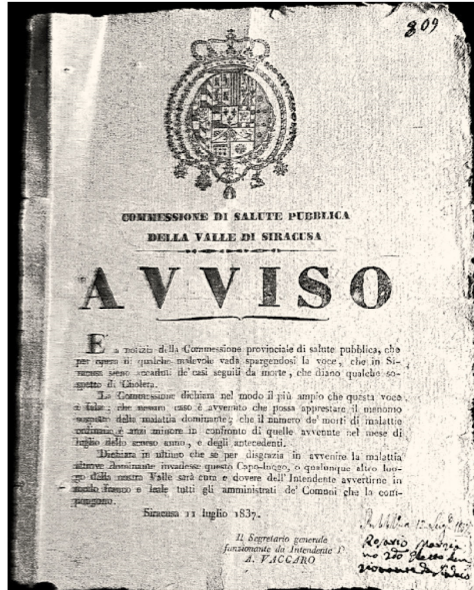 809
COMMESSIONE DI SALUTE PUBBLICA
DELLA VALLE DI SIRACUSA
AVVISO
E a notizia della Commessione provinciale di salute pubblica, che
per opera di qualche malevole vada spargendosi la voce, che in Si-
racusa sieno accaduti de' casi seguiti da morte, che diano qualche so-
spetto di Cholera.
La Commessione dichiara nel modo il più ampio che questa voce
è falsa; che nessun caso è avvenuto che possa apprestare il menomo
sospetto della malattia dominante; che il numero de' morti di malattie
ordinarie è anzi minore in confronto di quelle avvenute nel mese di
luglio dello scorso anno, e degli antecedenti.
Dichiara in ultimo che se per disgrazia in avvenire la malattia
altrove dominante invadesse questo Capo-luogo, o qualunque altro luo-
go della nostra Valle sarà cura e dovere dell'Intendente avvertirne in
modo franco e leale tutti gli amministrati de' Comuni che la com-
pongono.
Siracusa 11 luglio 1837.
Il Segretario generale
funzionante da Intendente P.
A. VACCARO
Rosario